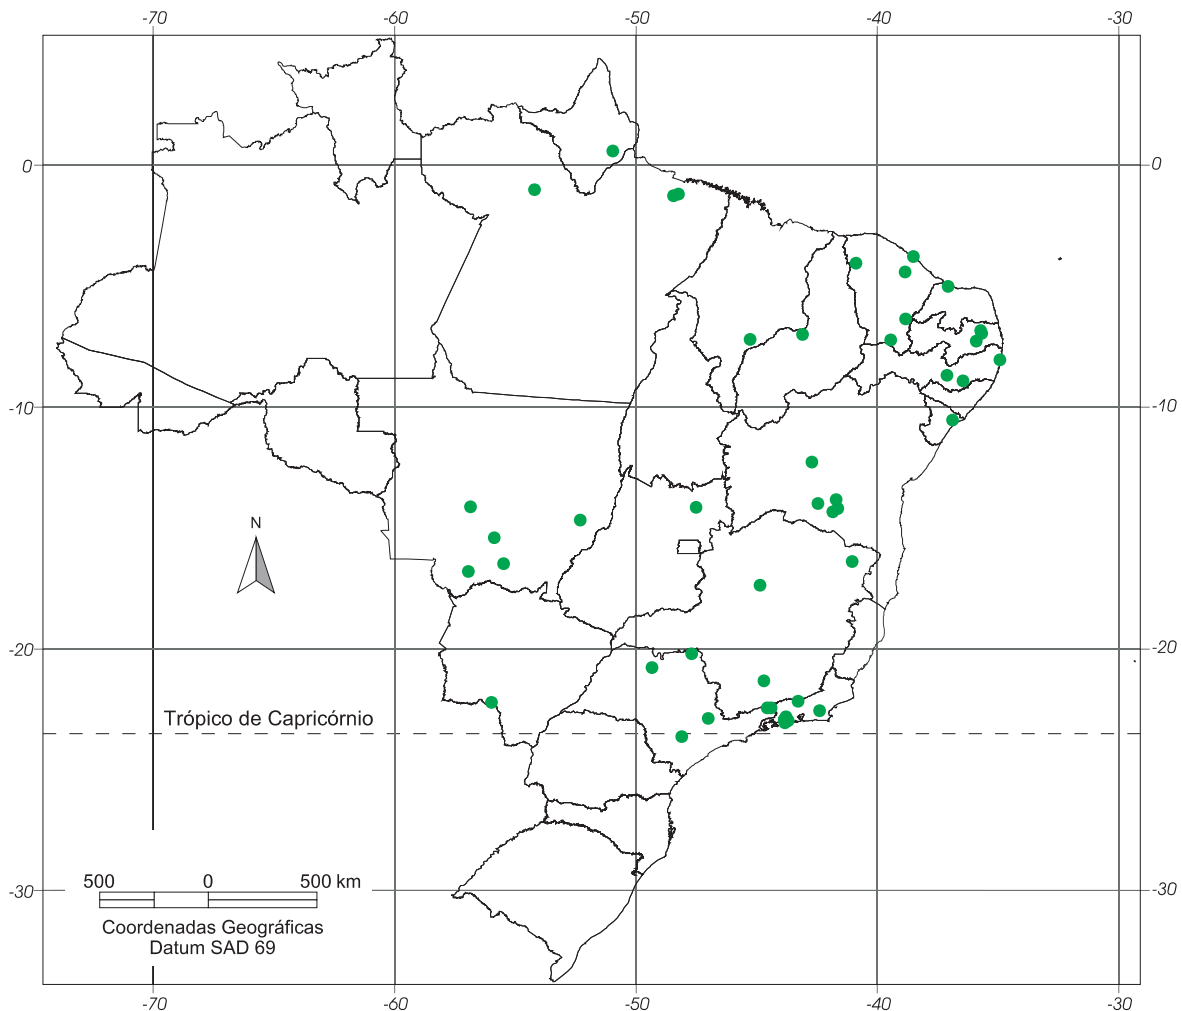 -70 -60 -50 -40 -30
0 0
-10 -10
N
-20 -20
Trópico de Capricórnio
500 0 500 km
-30 -30
Coordenadas Geográficas
Datum SAD 69
-70 -60 -50 -40 -30